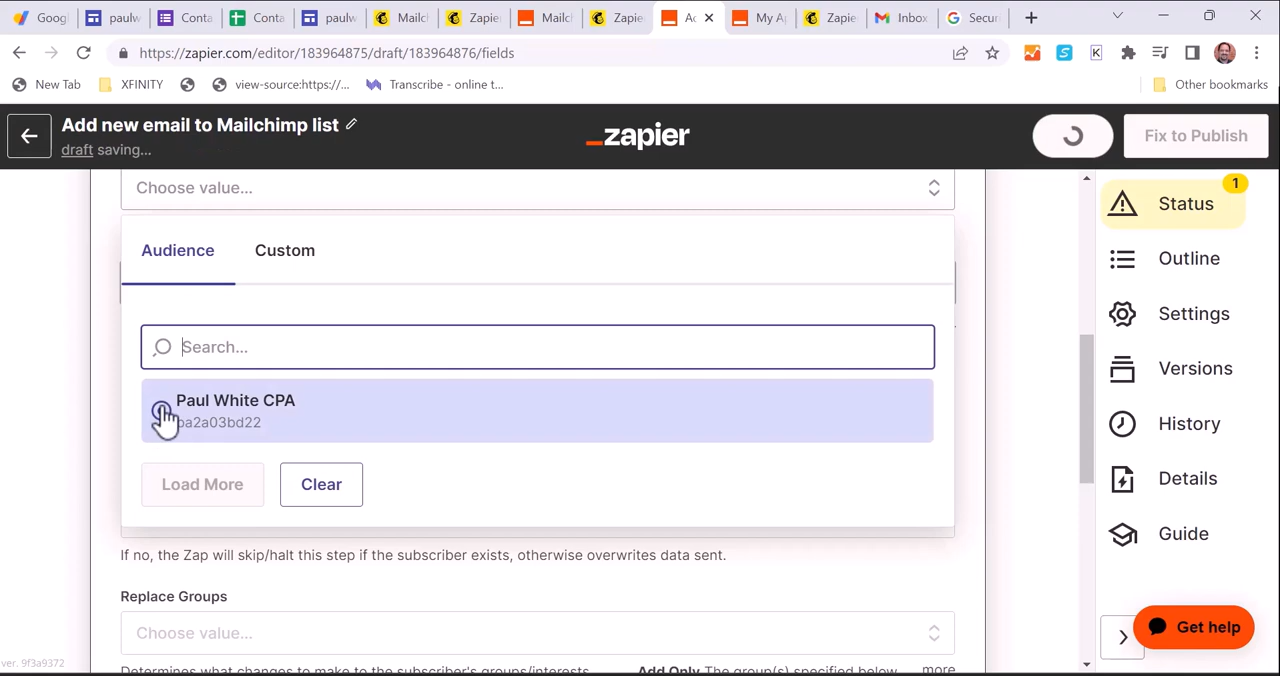 Googl
paulw
Conta
Conta
paulw
Mailch
Zapie
Mailch
Zapie
Ac
My A
Zapie
Inbox
Secur
https://zapier.com/editor/183964875/draft/183964876/fields
New Tab
XFINITY
view-source:https://...
Transcribe - online t...
Other bookmarks
Add new email to Mailchimp list
draft saving...
_zapier
Fix to Publish
Choose value...
1
Status
Audience
Custom
Outline
Settings
Search...
Versions
Paul White CPA
ba2a03bd22
History
Load More
Clear
Details
Guide
If no, the Zap will skip/halt this step if the subscriber exists, otherwise overwrites data sent.
Replace Groups
Choose value...
Get help
ver. 9f3a9372
Determines what changes to make to the subscriber's groups/interests. Add Only The group(s) specified below more